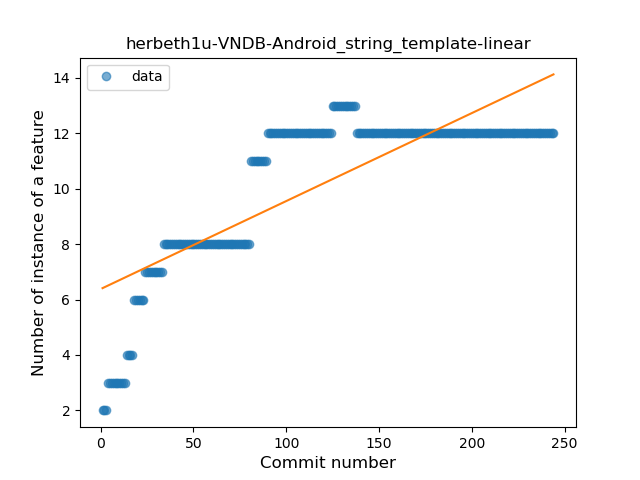 herbeth1u-VNDB-Android_string_template-linear
data
Number of instance of a feature
14
12
10
8
6
4
2
0 50 100 150 200 250
Commit number